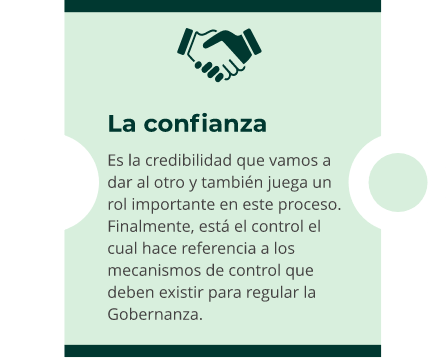 La confianza
Es la credibilidad que vamos a
dar al otro y también juega un
rol importante en este proceso.
Finalmente, está el control el
cual hace referencia a los
mecanismos de control que
deben existir para regular la
Gobernanza.